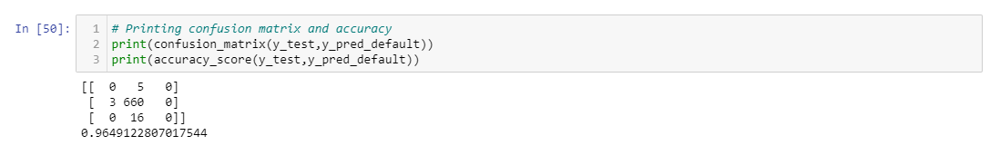 In [50]: 1 # Printing confusion matrix and accuracy
2 print(confusion_matrix(y_test,y_pred_default))
3 print(accuracy_score(y_test,y_pred_default))
[[  0   5   0]
 [  3 660   0]
 [  0  16   0]]
0.9649122807017544